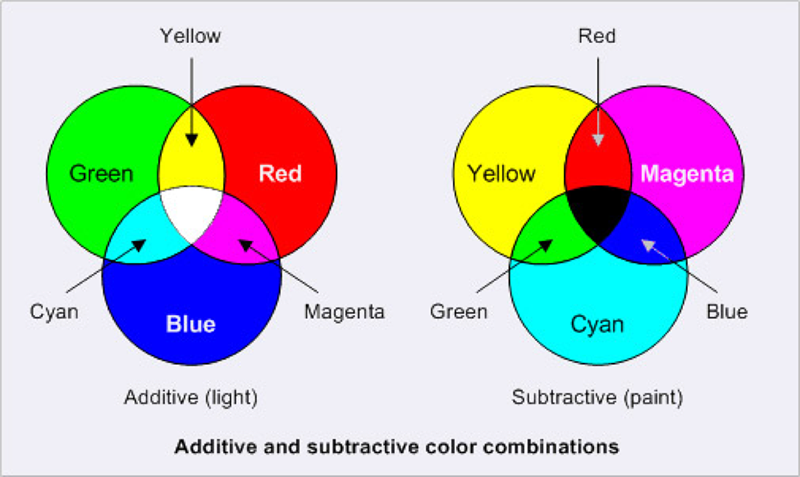 Yellow
Green
Red
Cyan
Blue
Magenta
Additive (light)
Red
Yellow
Magenta
Green
Cyan
Blue
Subtractive (paint)
Additive and subtractive color combinations